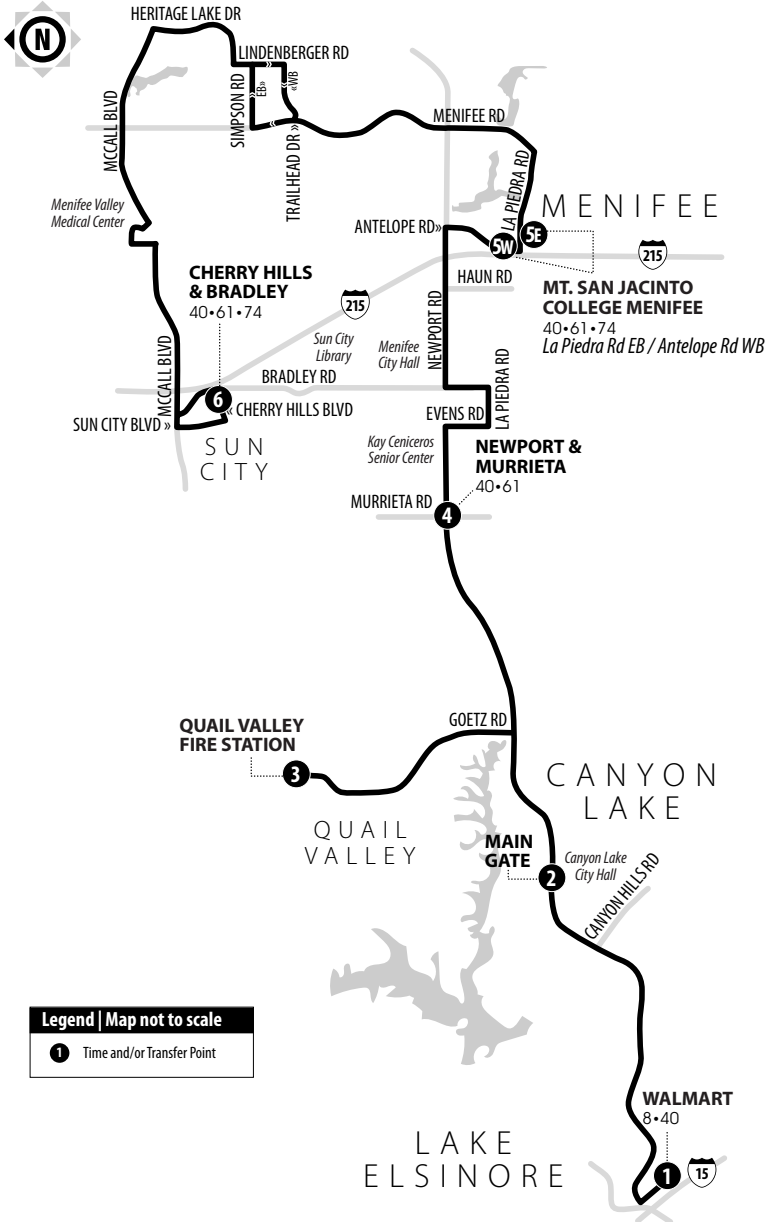 HERITAGE LAKE DR
N
LINDENBERGER RD
SIMPSON RD
EB»
«WB
MCCALL BLVD
TRAILHEAD DR »
MENIFEE RD
LA PIEDRA RD
Menifee Valley
Medical Center
MENIFEE
ANTELOPE RD»
5W
5E
215
CHERRY HILLS
& BRADLEY
40•61•74
HAUN RD
MT. SAN JACINTO
COLLEGE MENIFEE
40•61•74
La Piedra Rd EB / Antelope Rd WB
215
Sun City
Library
Menifee
City Hall
NEWPORT RD
MCCALL BLVD
BRADLEY RD
LA PIEDRA RD
6
« CHERRY HILLS BLVD
SUN CITY BLVD »
EVENS RD
SUN
CITY
Kay Ceniceros
Senior Center
NEWPORT &
MURRIETA
40•61
MURRIETA RD
4
GOETZ RD
QUAIL VALLEY
FIRE STATION
3
QUAIL
VALLEY
CANYON
LAKE
MAIN
GATE
2
Canyon Lake
City Hall
CANYON HILLS RD
Legend | Map not to scale
1 Time and/or Transfer Point
WALMART
8•40
1
15
LAKE
ELSINORE